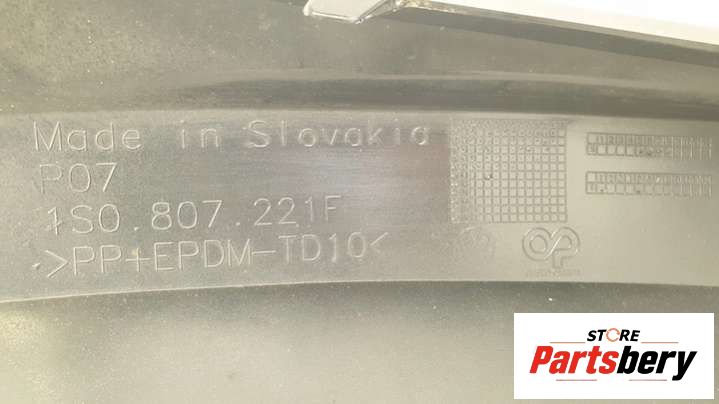 Made in Slovakia
P07
1S0.807.221F
>PP+EPDM-TD10<
STORE
Partsbery